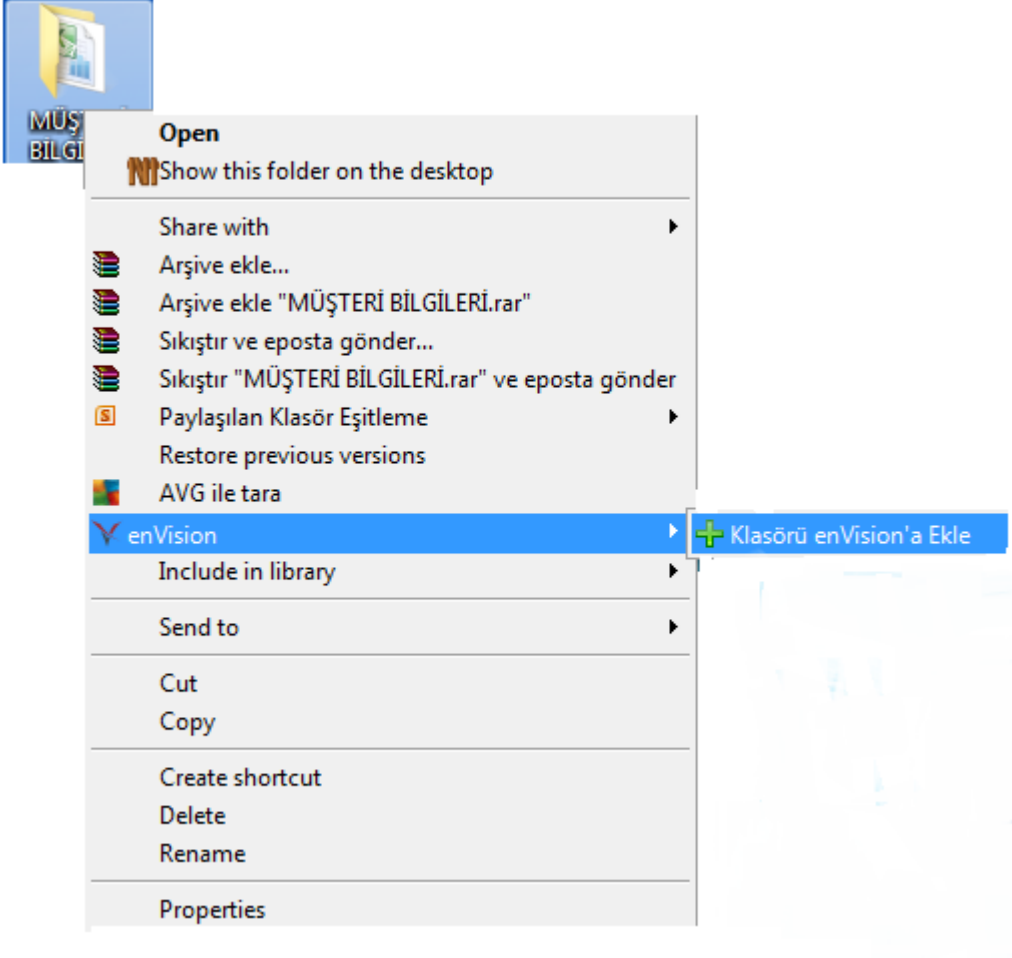 MÜŞ
BİLGİ
Open
Show this folder on the desktop
Share with
Arşive ekle...
Arşive ekle "MÜŞTERİ BİLGİLERİ.rar"
Sıkıştır ve eposta gönder...
Sıkıştır "MÜŞTERİ BİLGİLERİ.rar" ve eposta gönder
Paylaşılan Klasör Eşitleme
Restore previous versions
AVG ile tara
enVision
Klasörü enVision'a Ekle
Include in library
Send to
Cut
Copy
Create shortcut
Delete
Rename
Properties